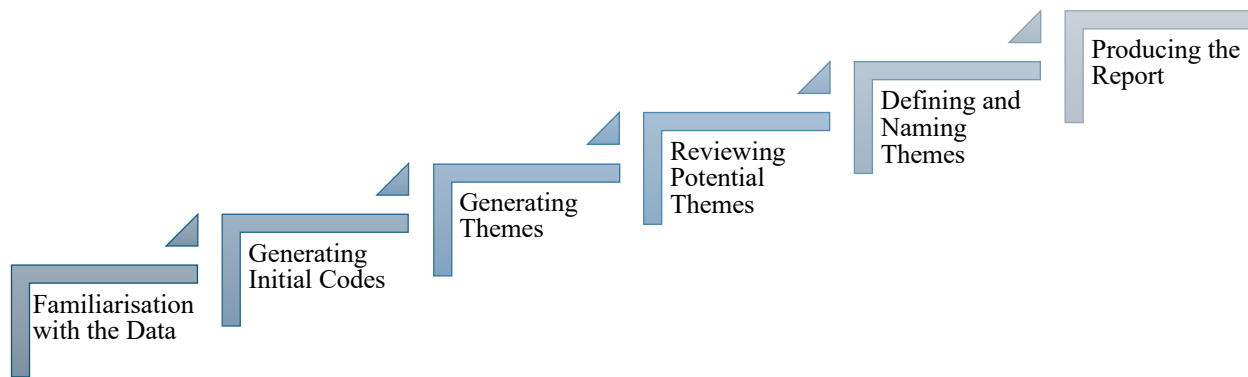 Familiarisation
with the Data
Generating
Initial Codes
Generating
Themes
Reviewing
Potential
Themes
Defining and
Naming
Themes
Producing the
Report